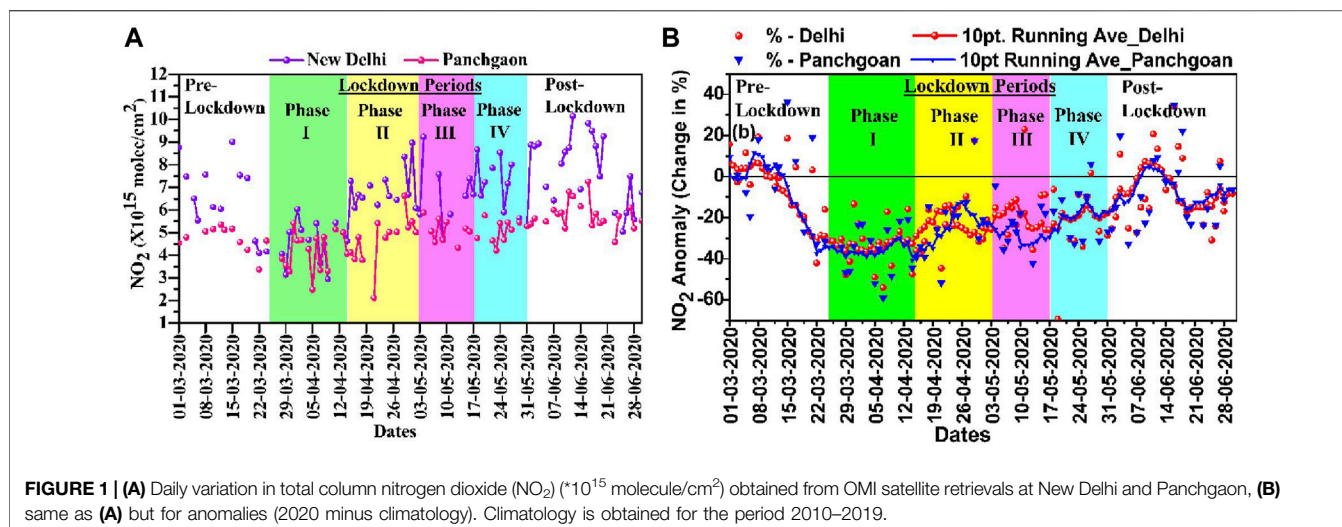 A
New Delhi Panchgaon
NO2 (X10^15 molec/cm^2)
12
11
10
9
8
7
6
5
4
3
2
1
Pre-
Lockdown
Lockdown Periods
Phase
I
Phase
II
Phase
III
Phase
IV
Post-
Lockdown
01-03-2020
08-03-2020
15-03-2020
22-03-2020
29-03-2020
05-04-2020
12-04-2020
19-04-2020
26-04-2020
03-05-2020
10-05-2020
17-05-2020
24-05-2020
31-05-2020
07-06-2020
14-06-2020
21-06-2020
28-06-2020
Dates
B
% - Delhi 10pt. Running Ave_Delhi
% - Panchgoan 10pt Running Ave_Panchgoan
NO2 Anomaly (Change in %)
40
20
0
-20
-40
-60
Pre-
Lockdown
(b)
Lockdown Periods
Phase
I
Phase
II
Phase
III
Phase
IV
Post-
Lockdown
01-03-2020
08-03-2020
15-03-2020
22-03-2020
29-03-2020
05-04-2020
12-04-2020
19-04-2020
26-04-2020
03-05-2020
10-05-2020
17-05-2020
24-05-2020
31-05-2020
07-06-2020
14-06-2020
21-06-2020
28-06-2020
Dates
FIGURE 1 | (A) Daily variation in total column nitrogen dioxide (NO2) (*10^15 molecule/cm^2) obtained from OMI satellite retrievals at New Delhi and Panchgaon, (B)
same as (A) but for anomalies (2020 minus climatology). Climatology is obtained for the period 2010–2019.